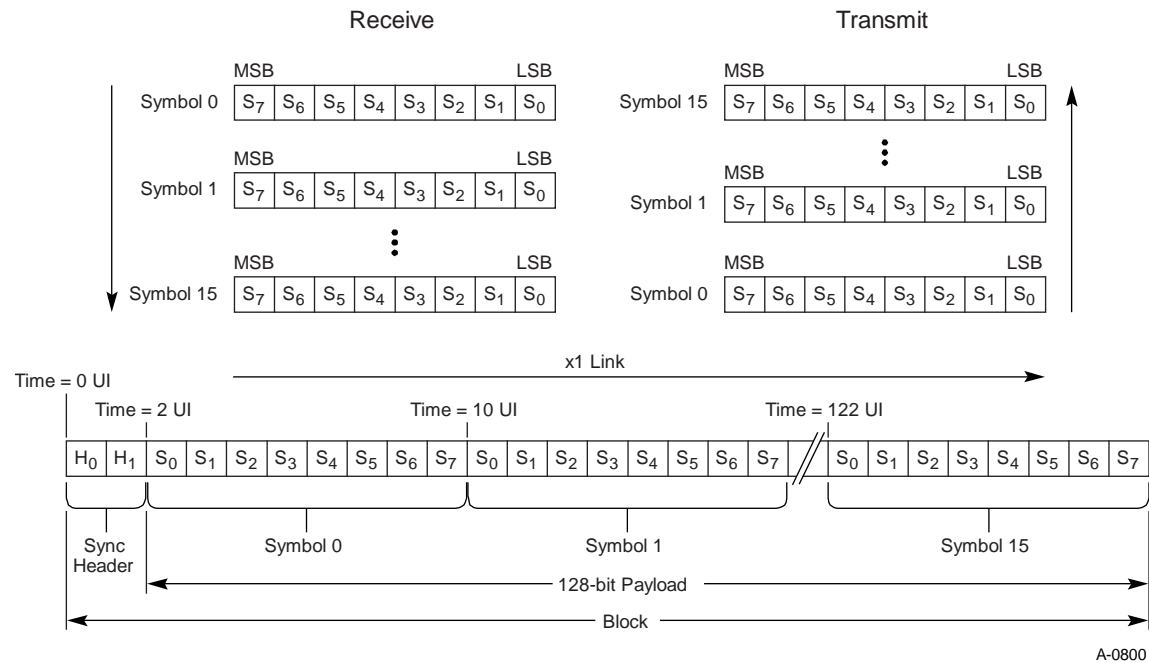 Receive Transmit
MSB LSB MSB LSB
Symbol 0 S7 S6 S5 S4 S3 S2 S1 S0 Symbol 15 S7 S6 S5 S4 S3 S2 S1 S0
MSB LSB MSB LSB
Symbol 1 S7 S6 S5 S4 S3 S2 S1 S0 Symbol 1 S7 S6 S5 S4 S3 S2 S1 S0
MSB LSB MSB LSB
Symbol 15 S7 S6 S5 S4 S3 S2 S1 S0 Symbol 0 S7 S6 S5 S4 S3 S2 S1 S0
x1 Link
Time = 0 UI
Time = 2 UI Time = 10 UI Time = 122 UI
H0 H1 S0 S1 S2 S3 S4 S5 S6 S7 S0 S1 S2 S3 S4 S5 S6 S7 S0 S1 S2 S3 S4 S5 S6 S7
Sync Symbol 0 Symbol 1 Symbol 15
Header
128-bit Payload
Block
A-0800